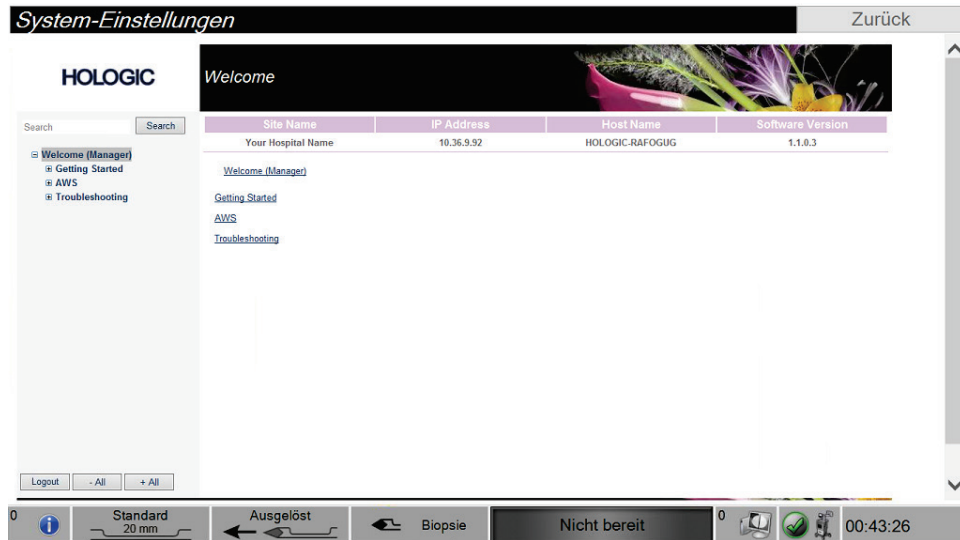 System-Einstellungen
Zurück
HOLOGIC
Welcome
Search
Search
Site Name IP Address Host Name Software Version
Your Hospital Name 10.36.9.92 HOLOGIC-RAFOGUG 1.1.0.3
Welcome (Manager)
Getting Started
AWS
Troubleshooting
Welcome (Manager)
Getting Started
AWS
Troubleshooting
Logout - All + All
0
Standard
20 mm
Ausgelöst
Biopsie
Nicht bereit
0
00:43:26